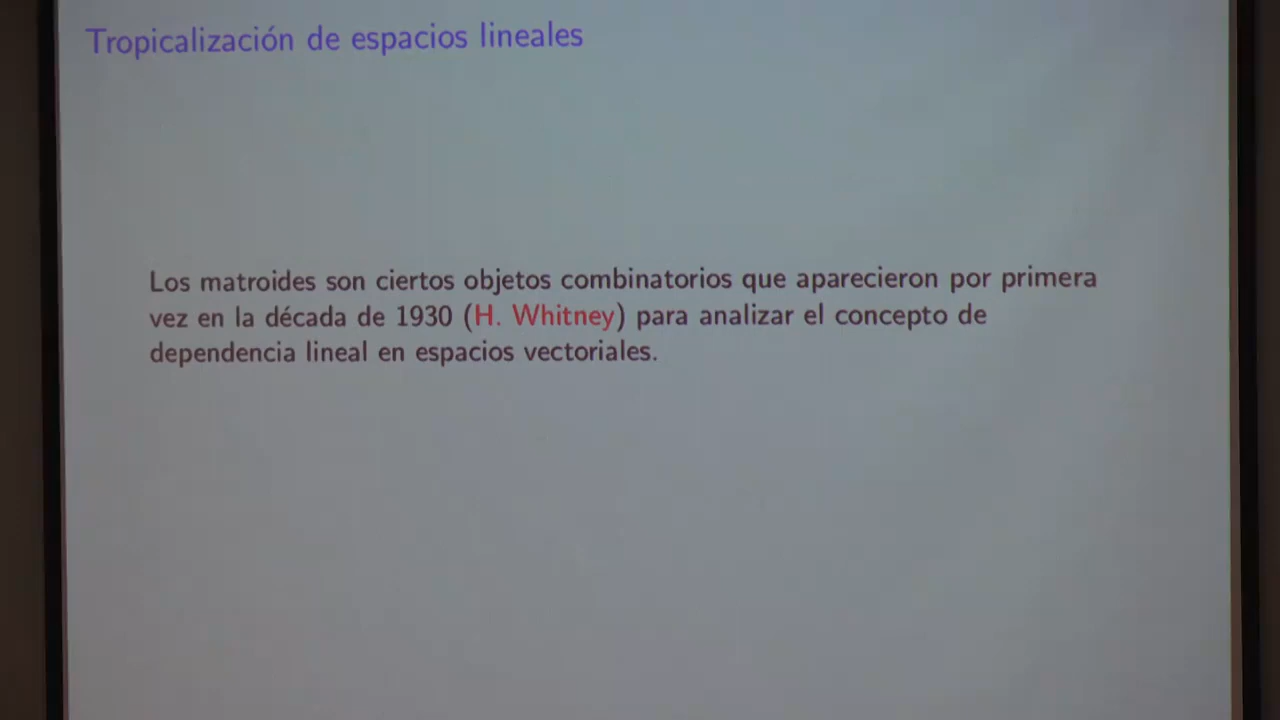 Tropicalización de espacios lineales
Los matroides son ciertos objetos combinatorios que aparecieron por primera
vez en la década de 1930 (H. Whitney) para analizar el concepto de
dependencia lineal en espacios vectoriales.